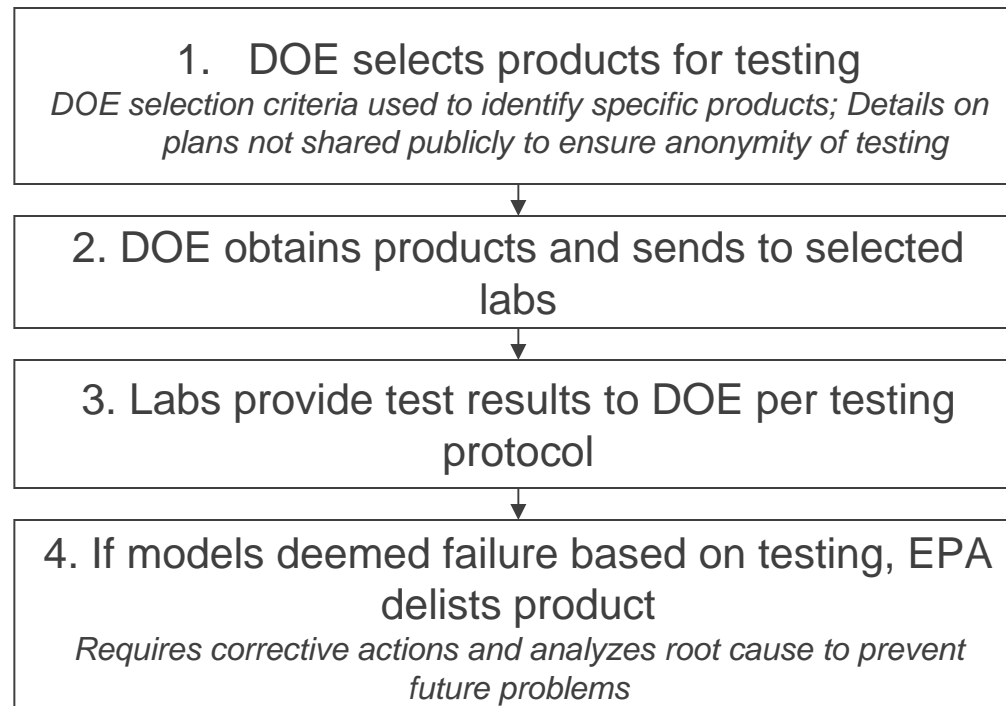 1. DOE selects products for testing
DOE selection criteria used to identify specific products; Details on
plans not shared publicly to ensure anonymity of testing
2. DOE obtains products and sends to selected
labs
3. Labs provide test results to DOE per testing
protocol
4. If models deemed failure based on testing, EPA
delists product
Requires corrective actions and analyzes root cause to prevent
future problems